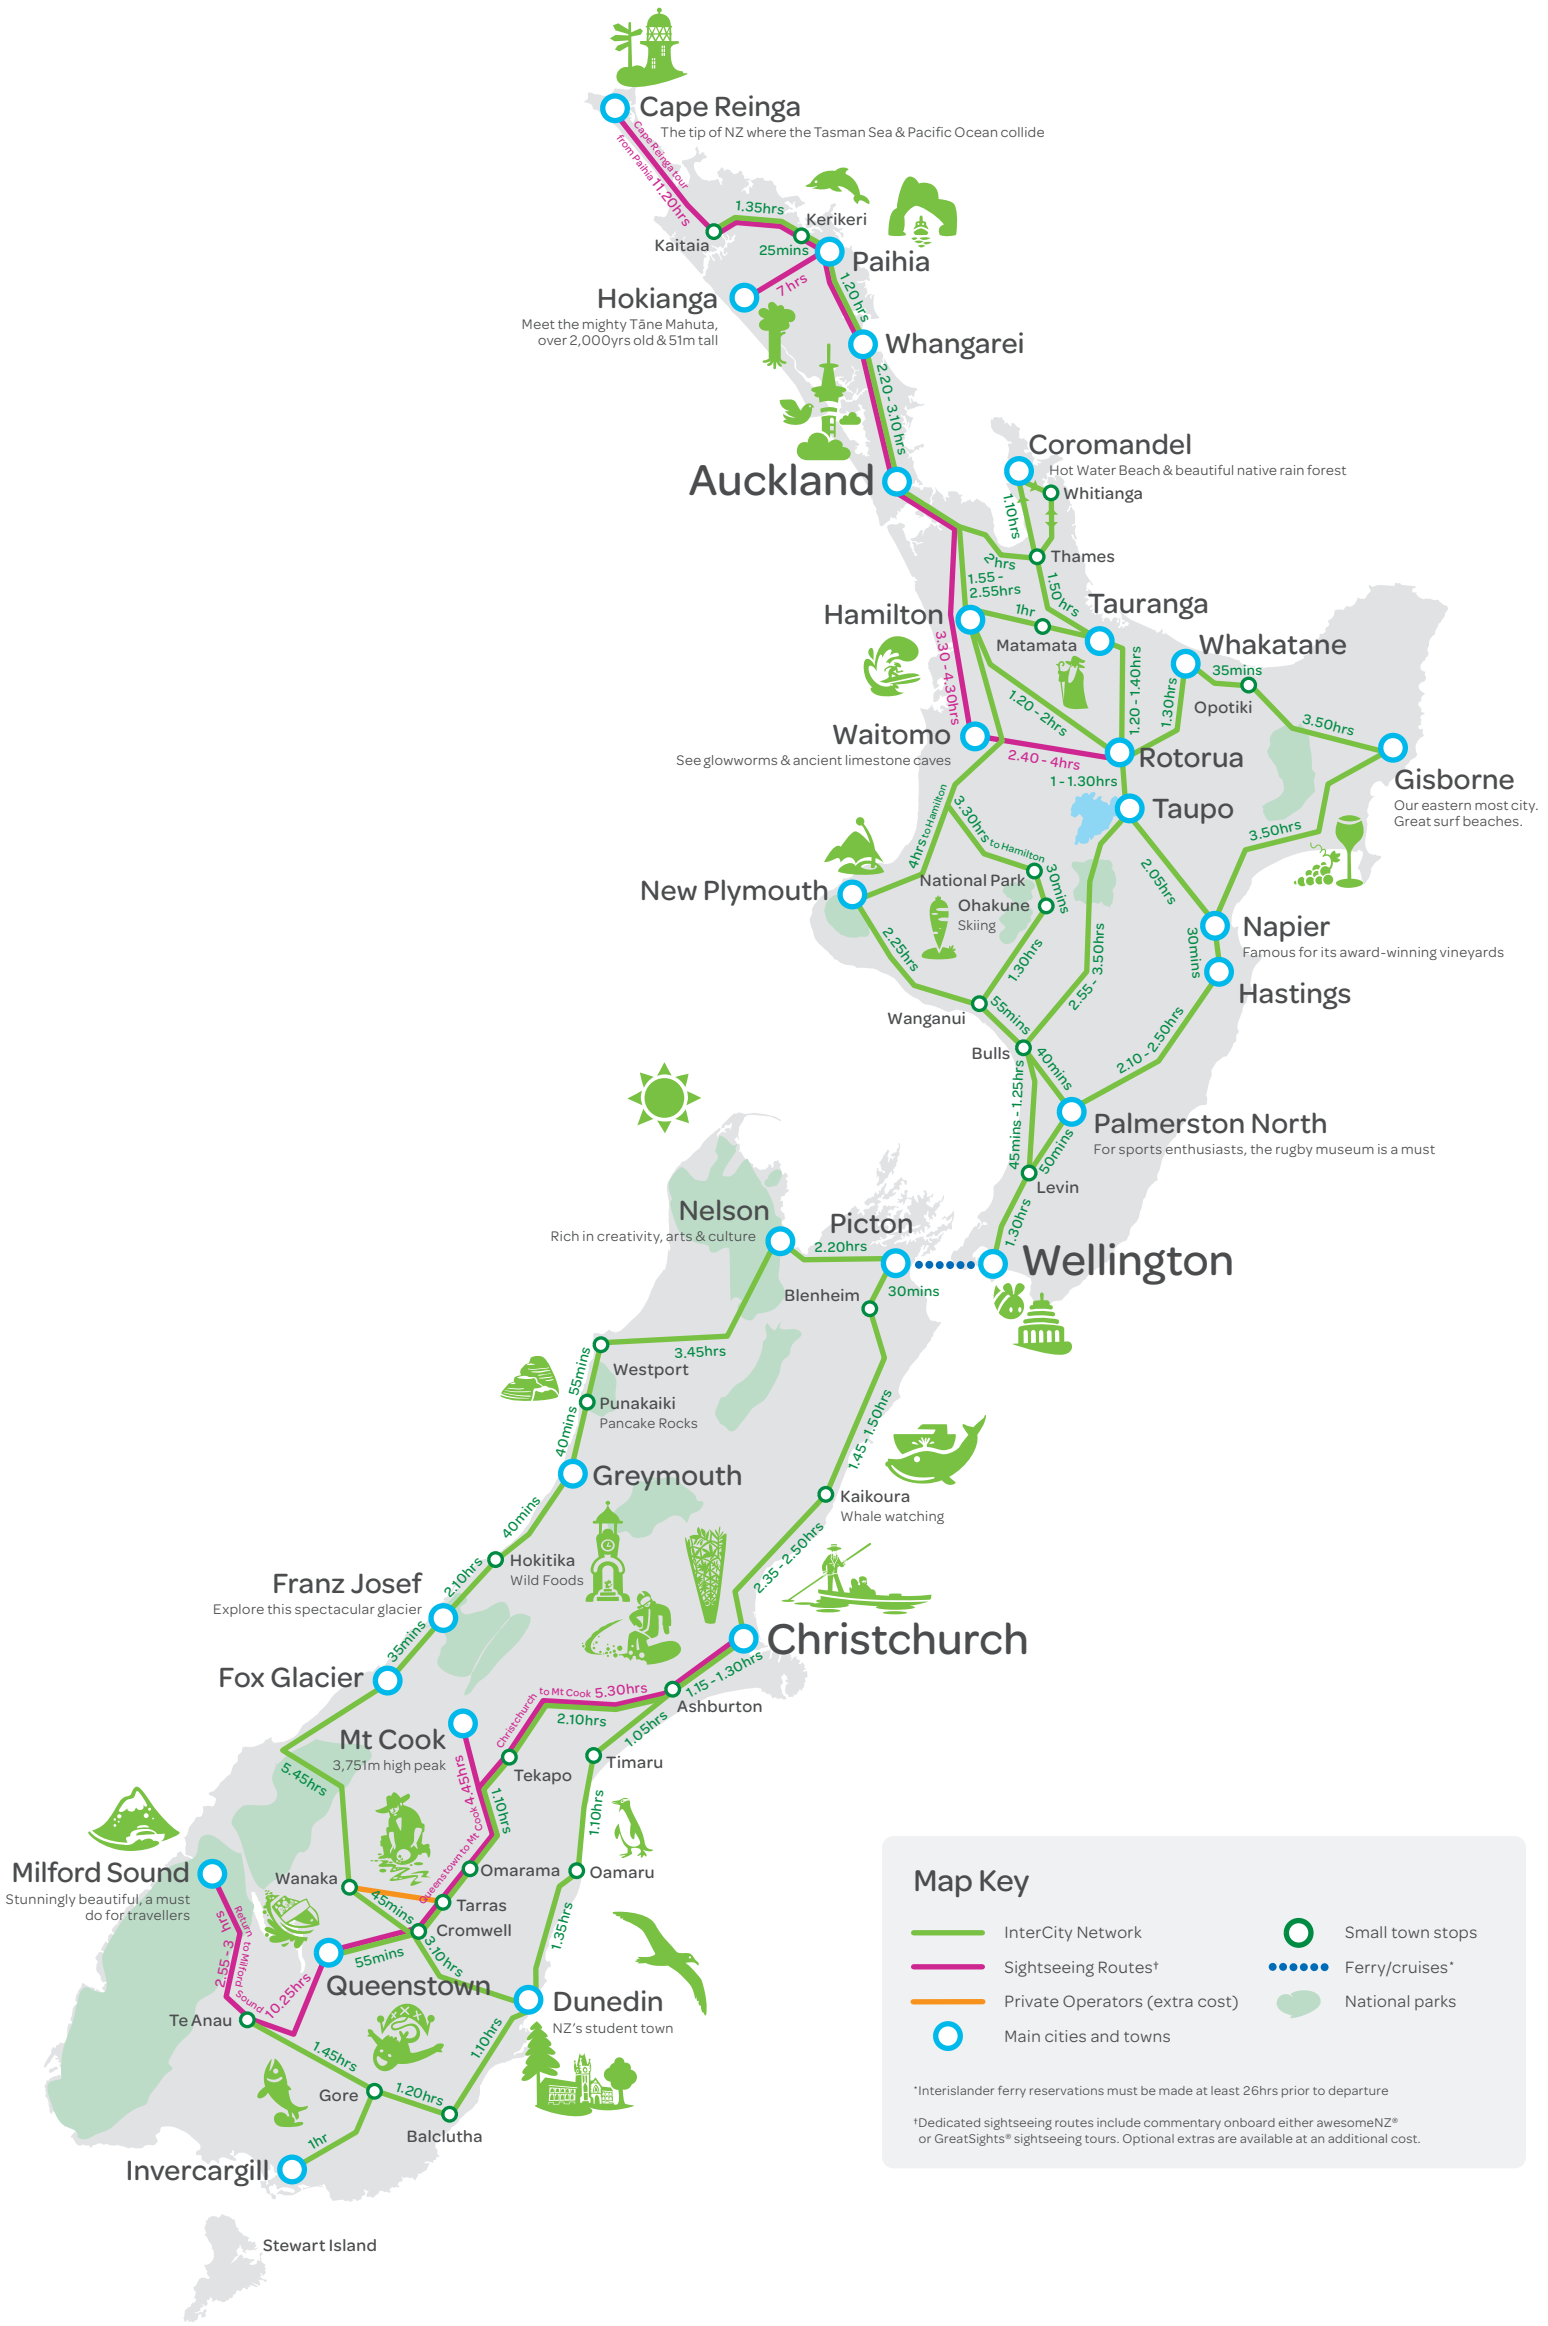 Cape Reinga
The tip of NZ where the Tasman Sea & Pacific Ocean collide
Cape Reinga tour
from Paihia 11.20hrs
1.35hrs
Kerikeri
Kaitaia
25mins
Paihia
7 hrs
1.20 hrs
Hokianga
Meet the mighty Tāne Mahuta,
over 2,000yrs old & 51m tall
Whangarei
2.20 - 3.10 hrs
Auckland
Coromandel
Hot Water Beach & beautiful native rain forest
Whitianga
1.10hrs
Thames
2hrs
1.55 -
2.55hrs
1.50hrs
Tauranga
Hamilton
1hr
Matamata
Whakatane
35mins
Opotiki
3.30 - 4.30hrs
1.20 - 2hrs
1.20 - 1.40hrs
1.30hrs
3.50hrs
Waitomo
See glowworms & ancient limestone caves
2.40 - 4hrs
Rotorua
1 - 1.30hrs
Taupo
Gisborne
Our eastern most city.
Great surf beaches.
4hrs to Hamilton
3.30hrs to Hamilton
3.50hrs
New Plymouth
National Park
30mins
Ohakune
Skiing
2.05hrs
2.25hrs
1.30hrs
2.55 - 3.50hrs
Napier
Famous for its award-winning vineyards
30mins
Hastings
Wanganui
55mins
Bulls
40mins
2.10 - 2.50hrs
45mins - 1.25hrs
Palmerston North
For sports enthusiasts, the rugby museum is a must
50mins
Levin
1.30hrs
Nelson
Rich in creativity, arts & culture
Picton
2.20hrs
Wellington
Blenheim
30mins
3.45hrs
Westport
55mins
Punakaiki
Pancake Rocks
40mins
1.45 - 1.50hrs
Greymouth
Kaikoura
Whale watching
40mins
Hokitika
Wild Foods
2.35 - 2.50hrs
2.10hrs
Franz Josef
Explore this spectacular glacier
35mins
Christchurch
Fox Glacier
1.15 - 1.30hrs
Christchurch to Mt Cook 5.30hrs
Ashburton
2.10hrs
1.05hrs
Mt Cook
3,751m high peak
Tekapo
Timaru
5.45hrs
Queenstown to Mt Cook 4.45hrs
1.10hrs
1.10hrs
Milford Sound
Stunningly beautiful, a must
do for travellers
Wanaka
Omarama
Oamaru
45mins
Tarras
Cromwell
1.35hrs
Return to Milford Sound 10.25hrs
2.55 - 3 hrs
55mins
3.10hrs
Queenstown
Dunedin
NZ's student town
Te Anau
1.45hrs
1.10hrs
Gore
1.20hrs
Balclutha
1hr
Invercargill
Stewart Island
Map Key
InterCity Network
Small town stops
Sightseeing Routes†
Ferry/cruises*
Private Operators (extra cost)
National parks
Main cities and towns
*Interislander ferry reservations must be made at least 26hrs prior to departure
†Dedicated sightseeing routes include commentary onboard either awesomeNZ®
or GreatSights® sightseeing tours. Optional extras are available at an additional cost.